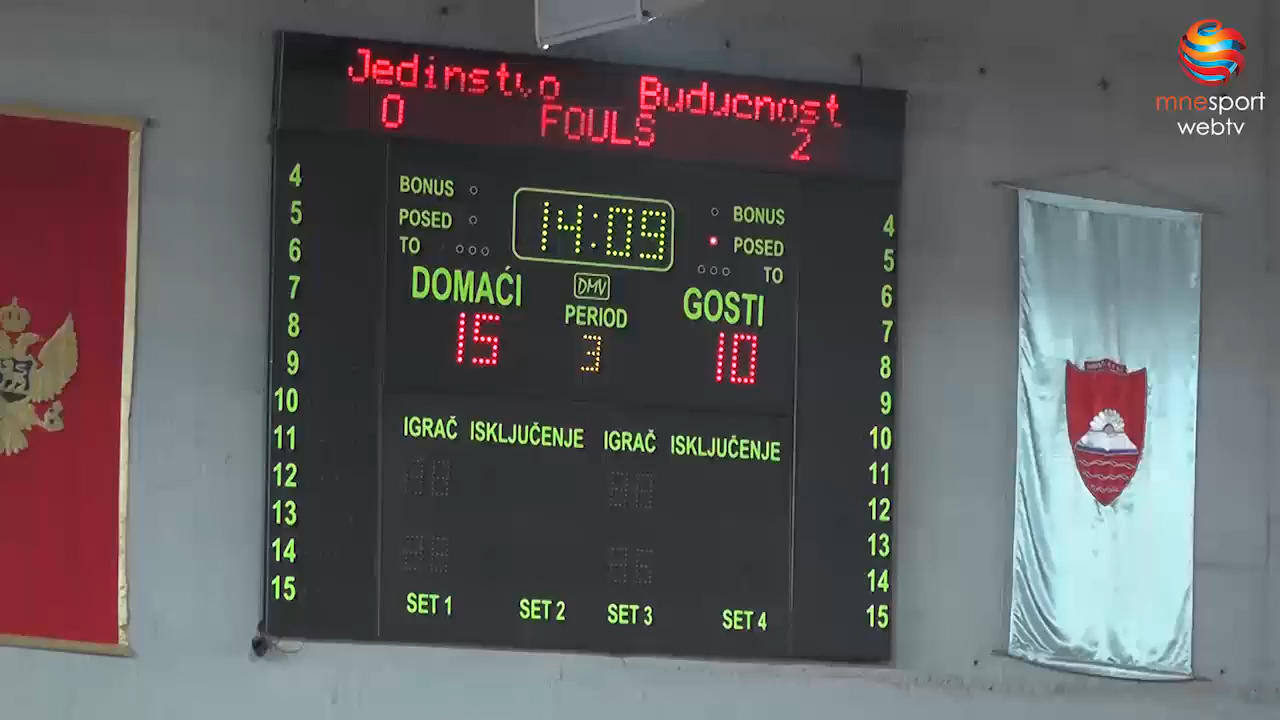 Jedinstvo Buducnost
0 FOULS 2
BONUS 14:09 BONUS
POSED POSED
TO TO
DOMAĆI DMV GOSTI
PERIOD
15 3 10
IGRAČ ISKLJUČENJE IGRAČ ISKLJUČENJE
SET 1 SET 2 SET 3 SET 4
4
5
6
7
8
9
10
11
12
13
14
15
4
5
6
7
8
9
10
11
12
13
14
15
mnesport
webtv